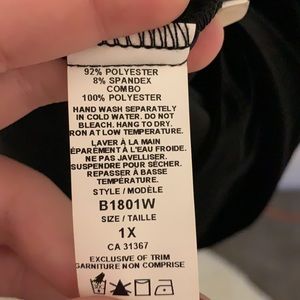 92% POLYESTER
8% SPANDEX
COMBO
100% POLYESTER
HAND WASH SEPARATELY
IN COLD WATER. DO NOT
BLEACH. HANG TO DRY.
RON AT LOW TEMPERATURE.
LAVER À LA MAIN
ÉPARÉMENT À L'EAU FROIDE.
NE PAS JAVELLISER.
SUSPENDRE POUR SÉCHER.
REPASSER À BASSE
TEMPÉRATURE.
STYLE / MODÈLE
B1801W
SIZE / TAILLE
1X
CA 31367
EXCLUSIVE OF TRIM
GARNITURE NON COMPRISE